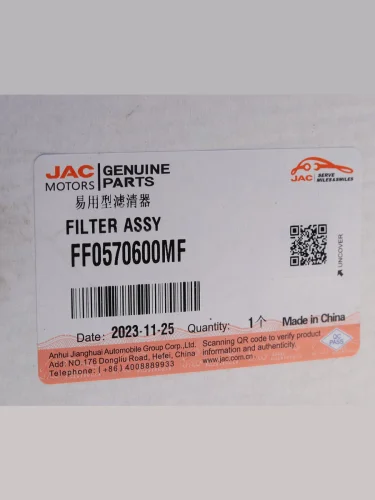 JAC MOTORS GENUINE PARTS
JAC SERVE MILES&SMILES
易用型滤清器
FILTER ASSY
FF0570600MF
UNCOVER
Date: 2023-11-25 Quantity: 1个 Made in China
Anhui Jianghuai Automobile Group Corp.,Ltd.
Add:NO.176 Dongliu Road, Hefei, China
Telephone:(+86)4008889933
Scanning QR code to verify product
information and authenticity.
www.jac.com.cn
QC
PASS